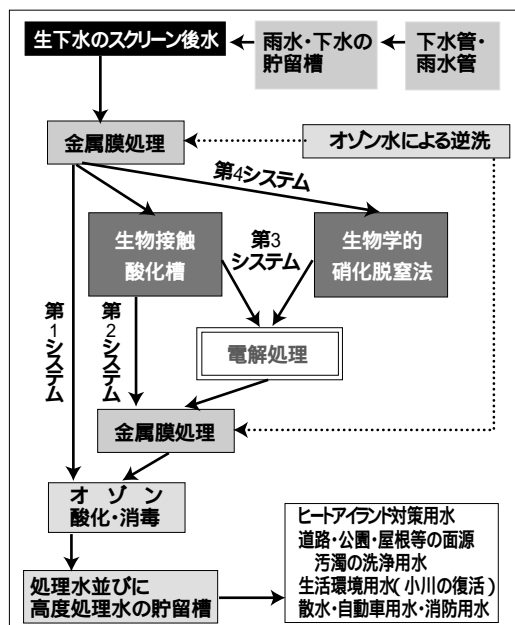 生下水のスクリーン後水
雨水・下水の
貯留槽
下水管・
雨水管
金属膜処理
オゾン水による逆洗
第4システム
生物接触
酸化槽
第3
システム
生物学的
硝化脱窒法
第1システム
第2システム
電解処理
金属膜処理
オゾン
酸化・消毒
処理水並びに
高度処理水の貯留槽
ヒートアイランド対策用水
道路・公園・屋根等の面源
汚濁の洗浄用水
生活環境用水(小川の復活)
散水・自動車用水・消防用水